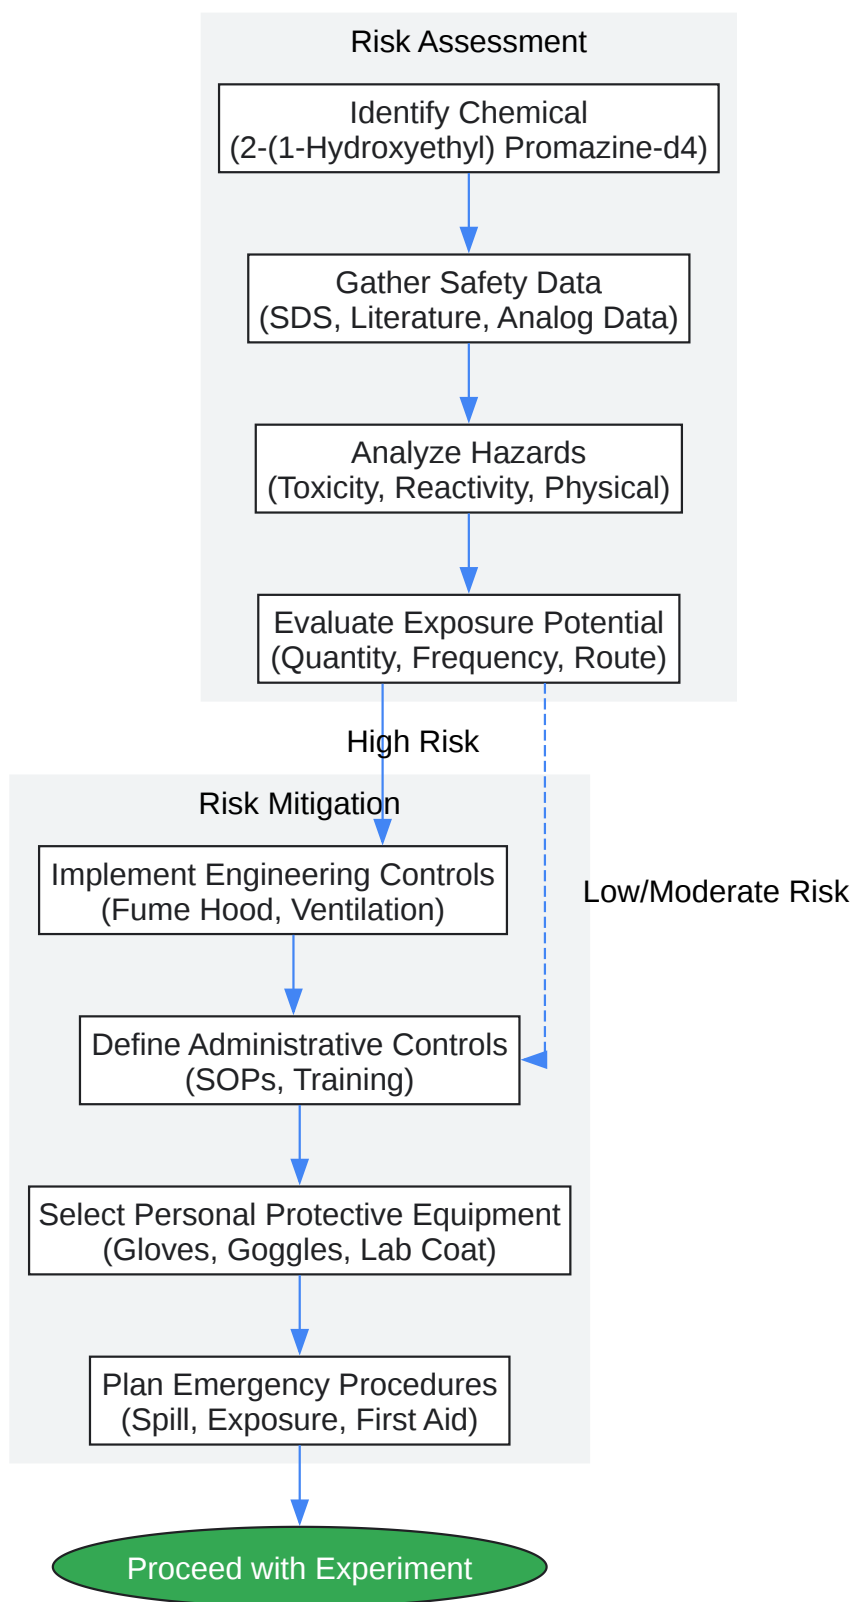 Risk Assessment
Identify Chemical
(2-(1-Hydroxyethyl) Promazine-d4)
Gather Safety Data
(SDS, Literature, Analog Data)
Analyze Hazards
(Toxicity, Reactivity, Physical)
Evaluate Exposure Potential
(Quantity, Frequency, Route)
High Risk
Risk Mitigation
Implement Engineering Controls
(Fume Hood, Ventilation)
Low/Moderate Risk
Define Administrative Controls
(SOPs, Training)
Select Personal Protective Equipment
(Gloves, Goggles, Lab Coat)
Plan Emergency Procedures
(Spill, Exposure, First Aid)
Proceed with Experiment